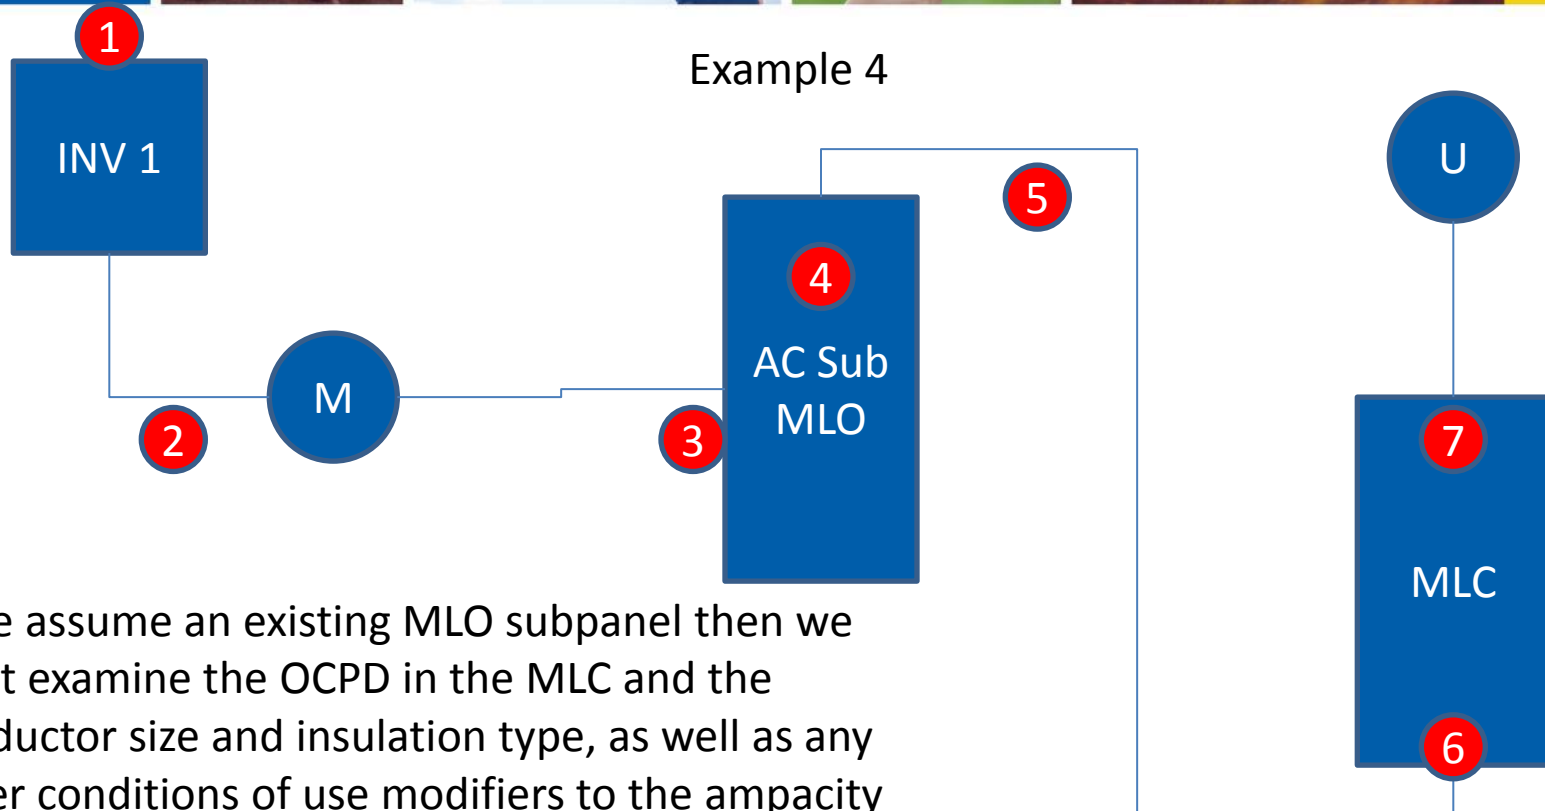 1
Example 4
INV 1
U
5
4
AC Sub
MLO
M
2
3
7
MLC
e assume an existing MLO subpanel then we
t examine the OCPD in the MLC and the
ductor size and insulation type, as well as any
er conditions of use modifiers to the ampacity
6